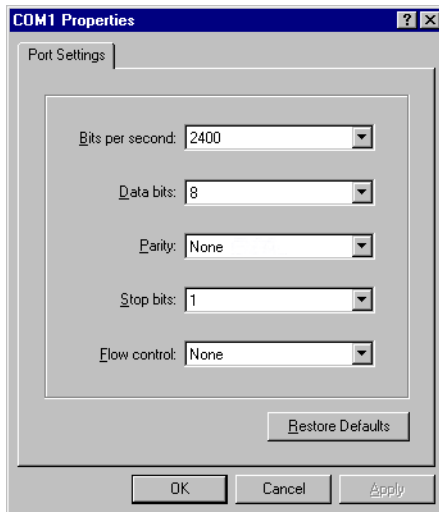 COM1 Properties
Port Settings
Bits per second: 2400
Data bits: 8
Parity: None
Stop bits: 1
Flow control: None
Restore Defaults
OK Cancel Apply